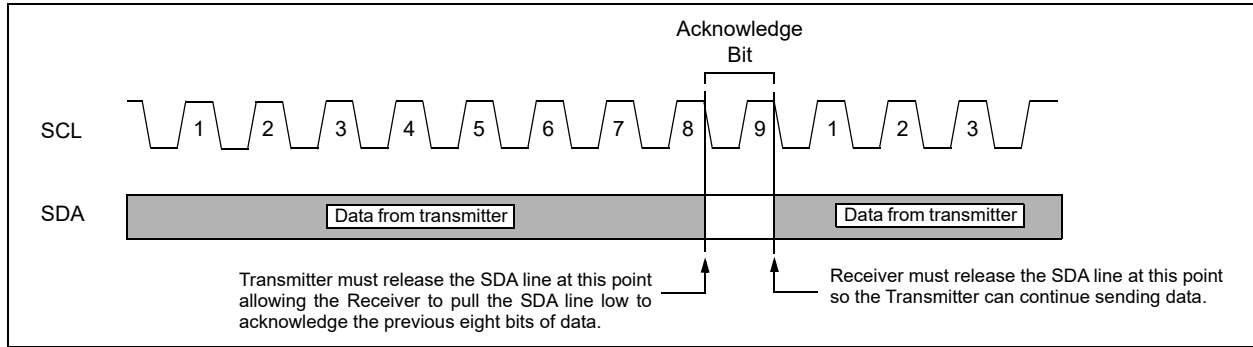 Acknowledge
Bit
SCL
1 2 3 4 5 6 7 8 9 1 2 3
SDA
Data from transmitter
Data from transmitter
Transmitter must release the SDA line at this point
allowing the Receiver to pull the SDA line low to
acknowledge the previous eight bits of data.
Receiver must release the SDA line at this point
so the Transmitter can continue sending data.